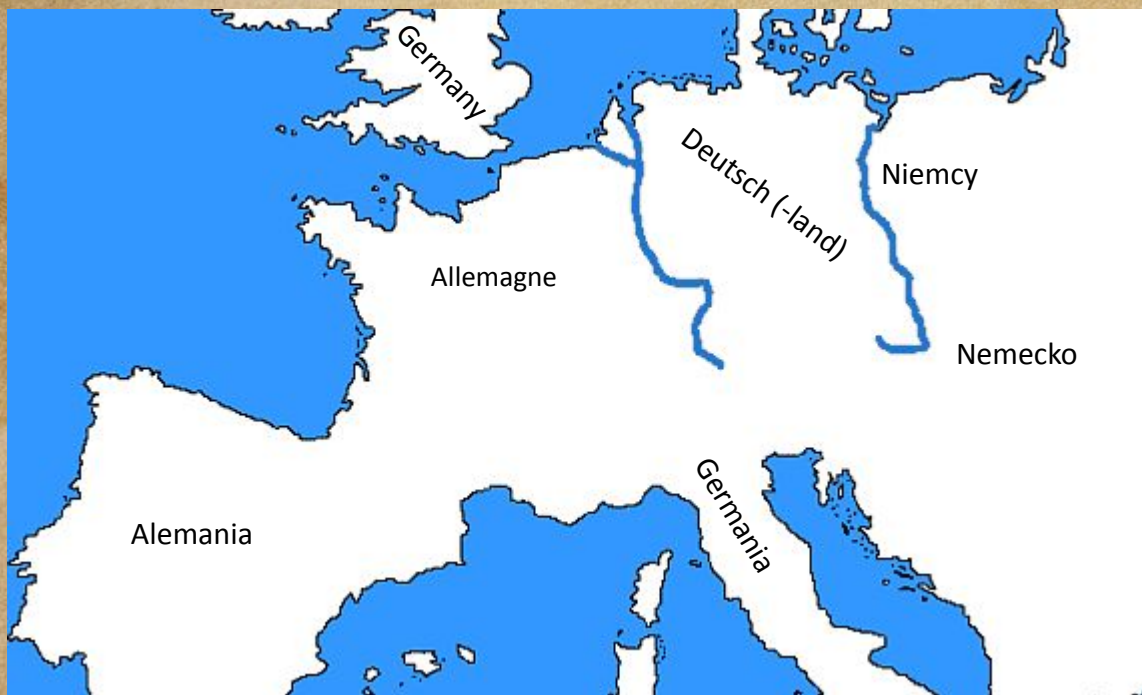 Germany
Deutsch (-land)
Niemcy
Allemagne
Nemecko
Germania
Alemania